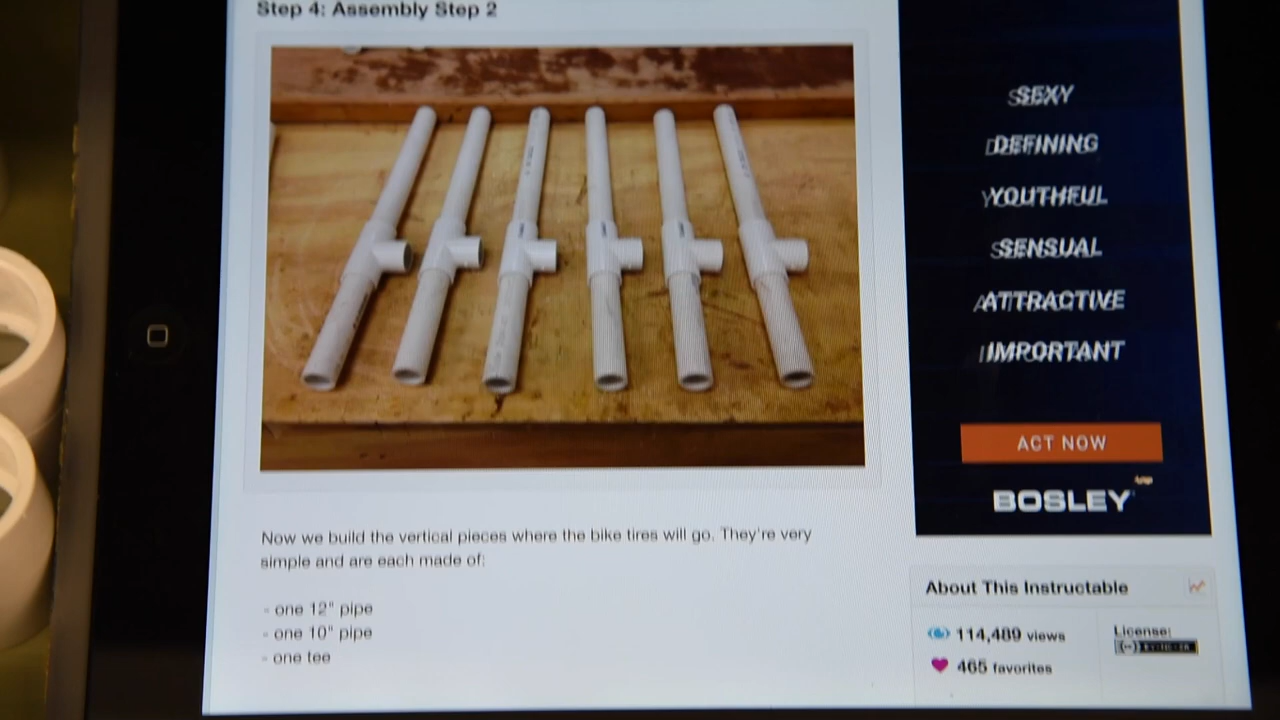 Step 4: Assembly Step 2
SEXY
DEFINING
YOUTHFUL
SENSUAL
ATTRACTIVE
IMPORTANT
ACT NOW
BOSLEY
Now we build the vertical pieces where the bike tires will go. They're very
simple and are each made of:
- one 12" pipe
- one 10" pipe
- one tee
About This Instructable
114,489 views
465 favorites
License: